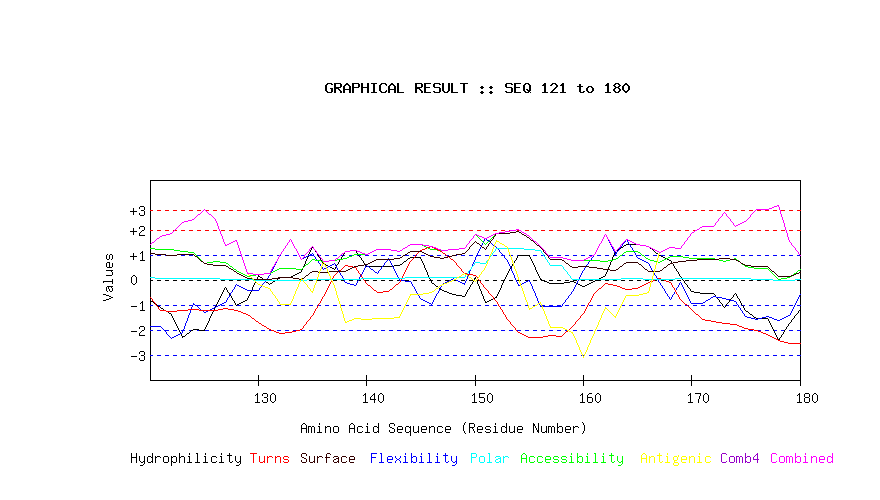 GRAPHICAL RESULT :: SEQ 121 to 180
+3
+2
+1
0
-1
-2
-3
Values
130 140 150 160 170 180
Amino Acid Sequence (Residue Number)
Hydrophilicity Turns Surface Flexibility Polar Accessibility Antigenic Comb4 Combined